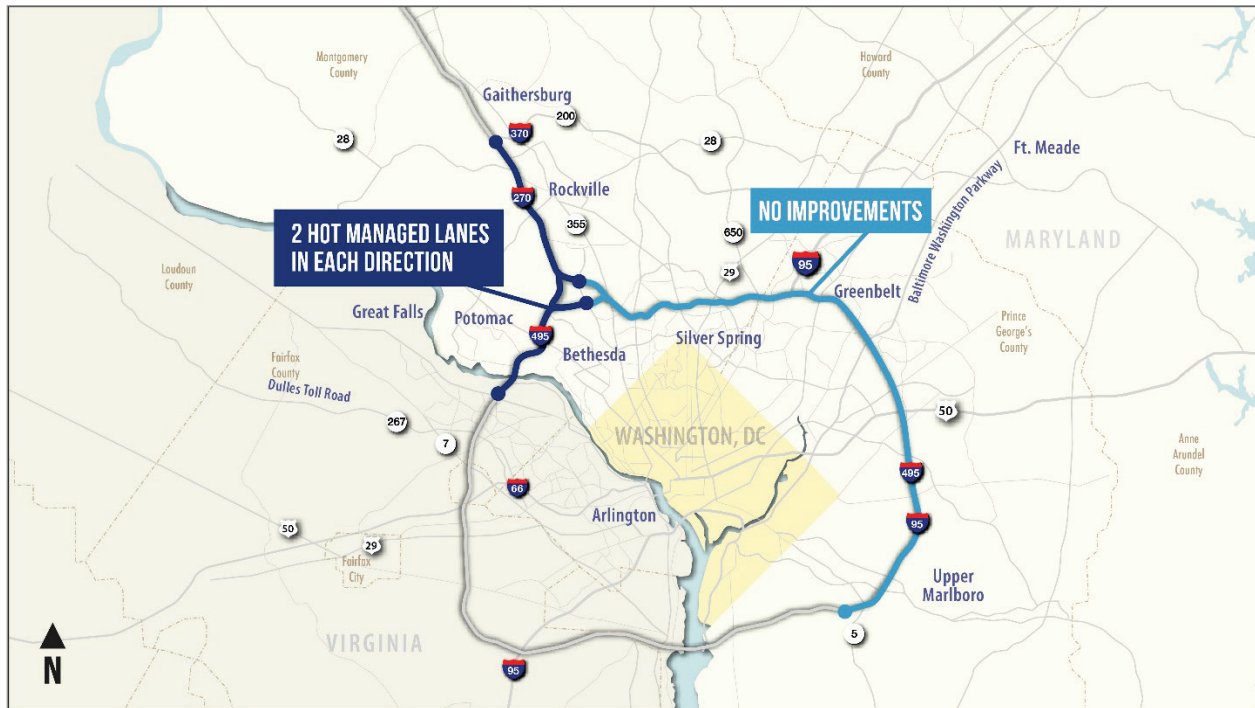 Montgomery
County
Howard
County
Gaithersburg
370
200
28
28
Ft. Meade
Rockville
270
NO IMPROVEMENTS
355
650
2 HOT MANAGED LANES
IN EACH DIRECTION
Baltimore Washington Parkway
MARYLAND
29
95
Loudoun
County
Greenbelt
Great Falls
Potomac
Prince
George's
County
495
Silver Spring
Bethesda
Fairfax
County
Dulles Toll Road
267
7
50
WASHINGTON, DC
Anne
Arundel
County
495
66
Arlington
95
50
29
Fairfax
City
Upper
Marlboro
5
VIRGINIA
N
95